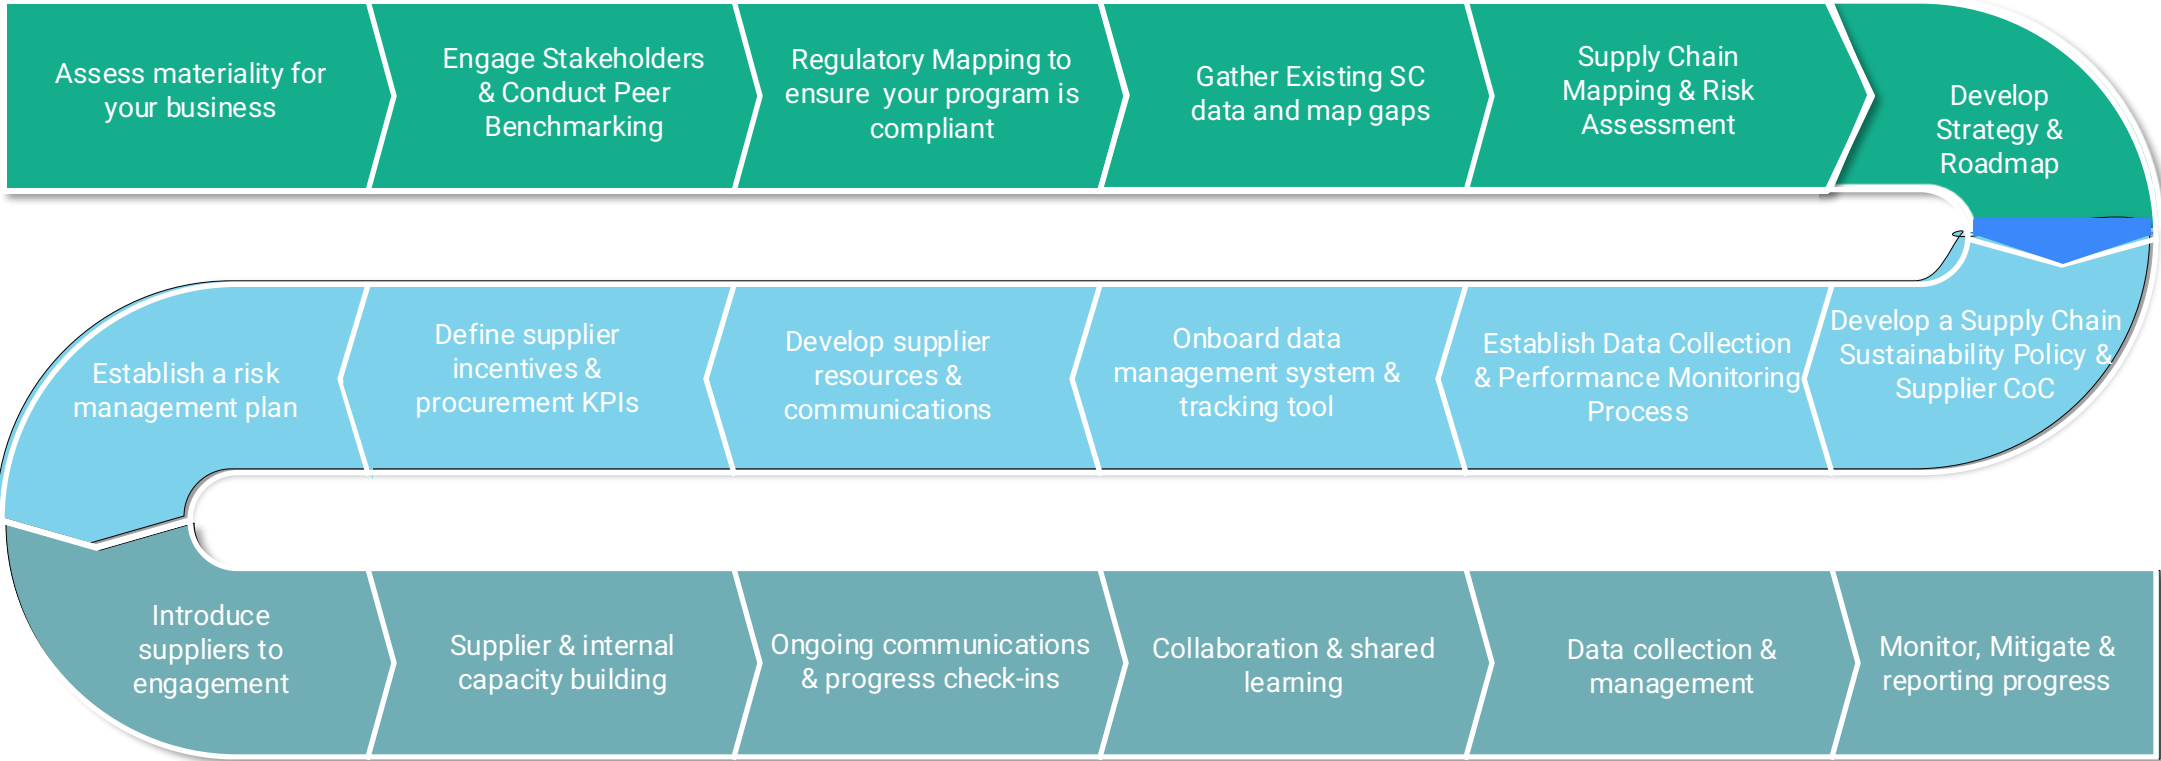 Assess materiality for
your business
Engage Stakeholders
& Conduct Peer
Benchmarking
Regulatory Mapping to
ensure your program is
compliant
Gather Existing SC
data and map gaps
Supply Chain
Mapping & Risk
Assessment
Develop
Strategy &
Roadmap
Develop a Supply Chain
Sustainability Policy &
Supplier CoC
Establish Data Collection
& Performance Monitoring
Process
Onboard data
management system &
tracking tool
Develop supplier
resources &
communications
Define supplier
incentives &
procurement KPIs
Establish a risk
management plan
Introduce
suppliers to
engagement
Supplier & internal
capacity building
Ongoing communications
& progress check-ins
Collaboration & shared
learning
Data collection &
management
Monitor, Mitigate &
reporting progress